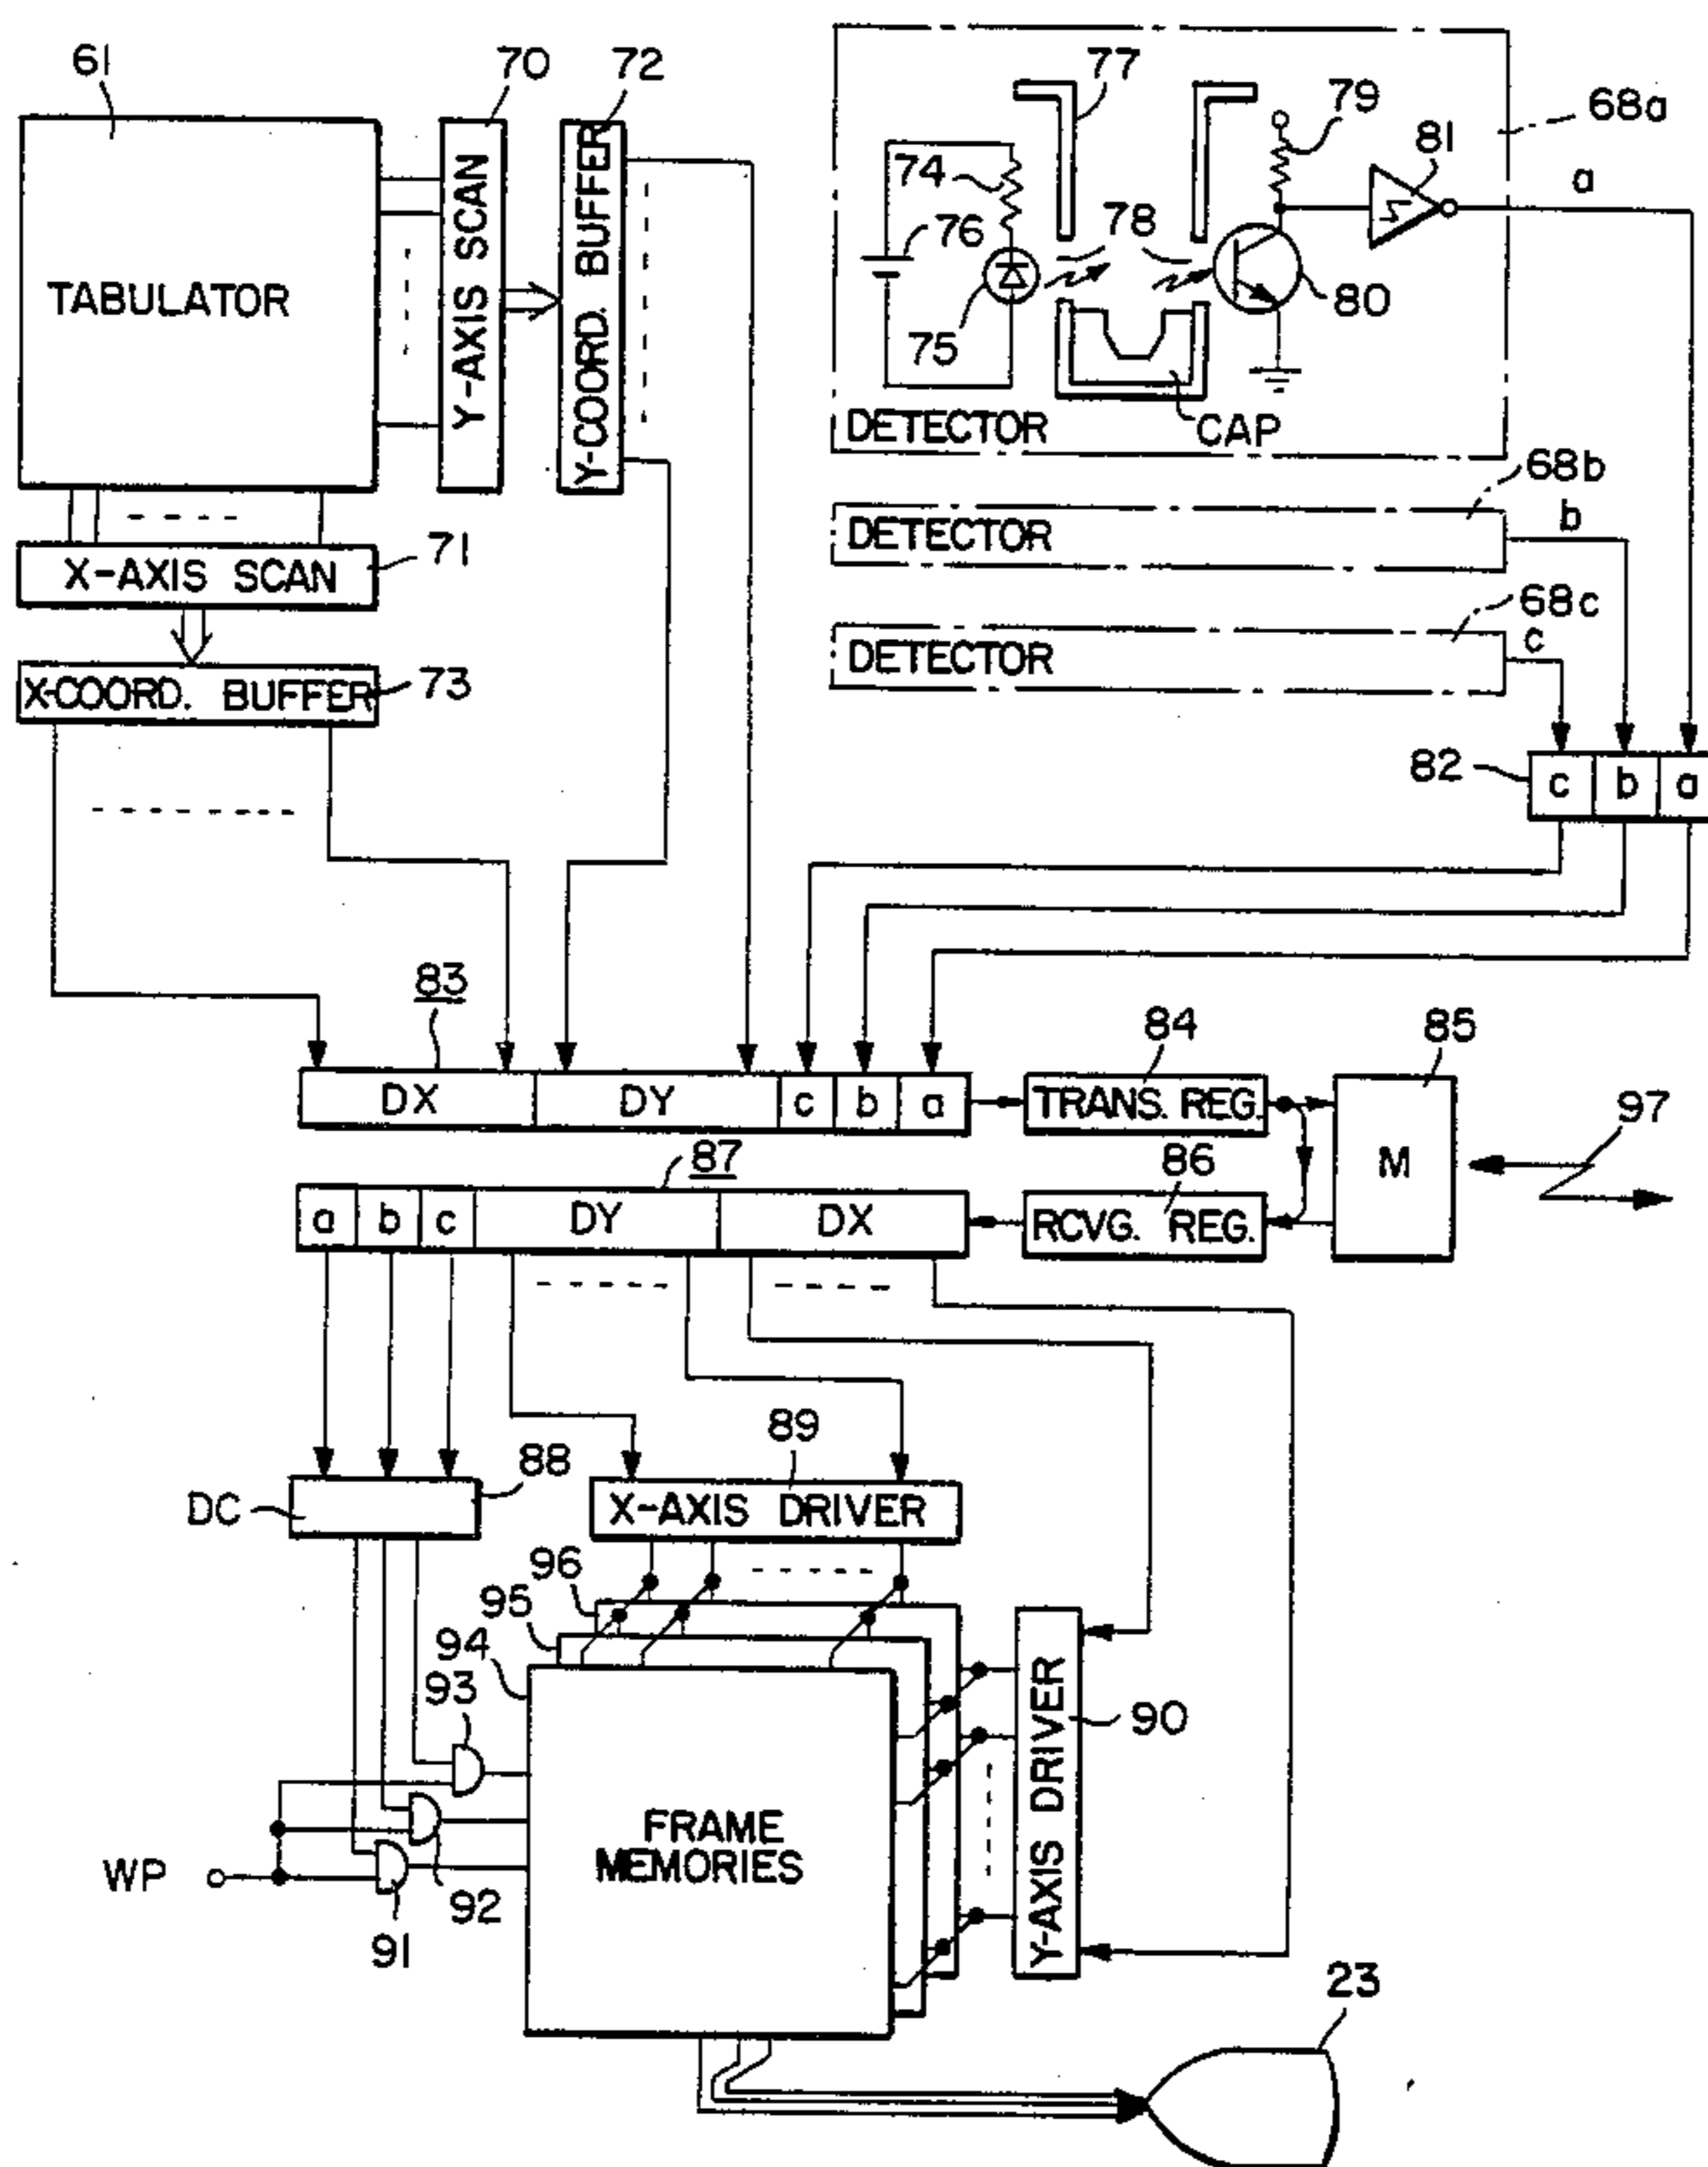 61
70
72
77
79
68a
81
a
74
76
78
75
80
TABULATOR
Y-AXIS SCAN
Y-COORD. BUFFER
CAP
DETECTOR
68b
b
DETECTOR
X-AXIS SCAN
71
68c
c
DETECTOR
X-COORD. BUFFER
73
82
c b a
83
84
85
DX DY c b a
TRANS. REG.
97
M
87
86
a b c DY DX
RCVG. REG.
89
88
DC
X-AXIS DRIVER
96
95
94
93
Y-AXIS DRIVER
90
FRAME
MEMORIES
WP
92
91
23